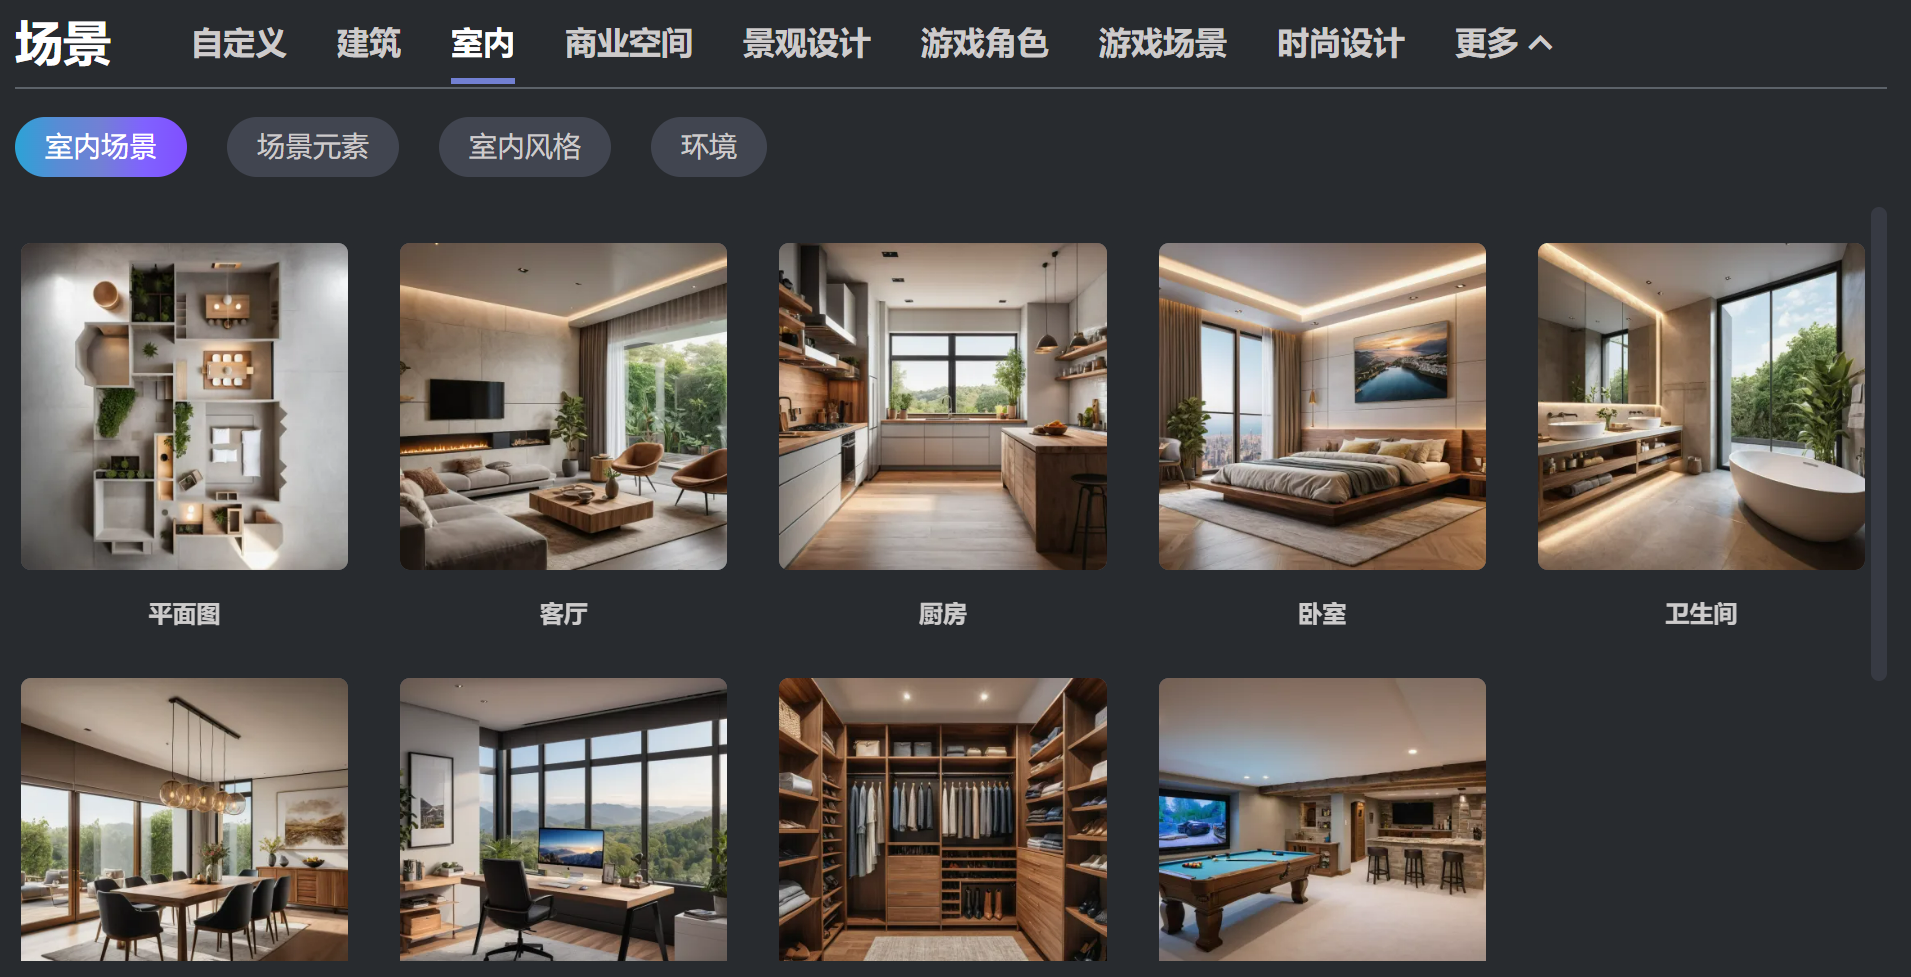 场景 自定义 建筑 室内 商业空间 景观设计 游戏角色 游戏场景 时尚设计 更多
室内场景 场景元素 室内风格 环境
平面图 客厅 厨房 卧室 卫生间